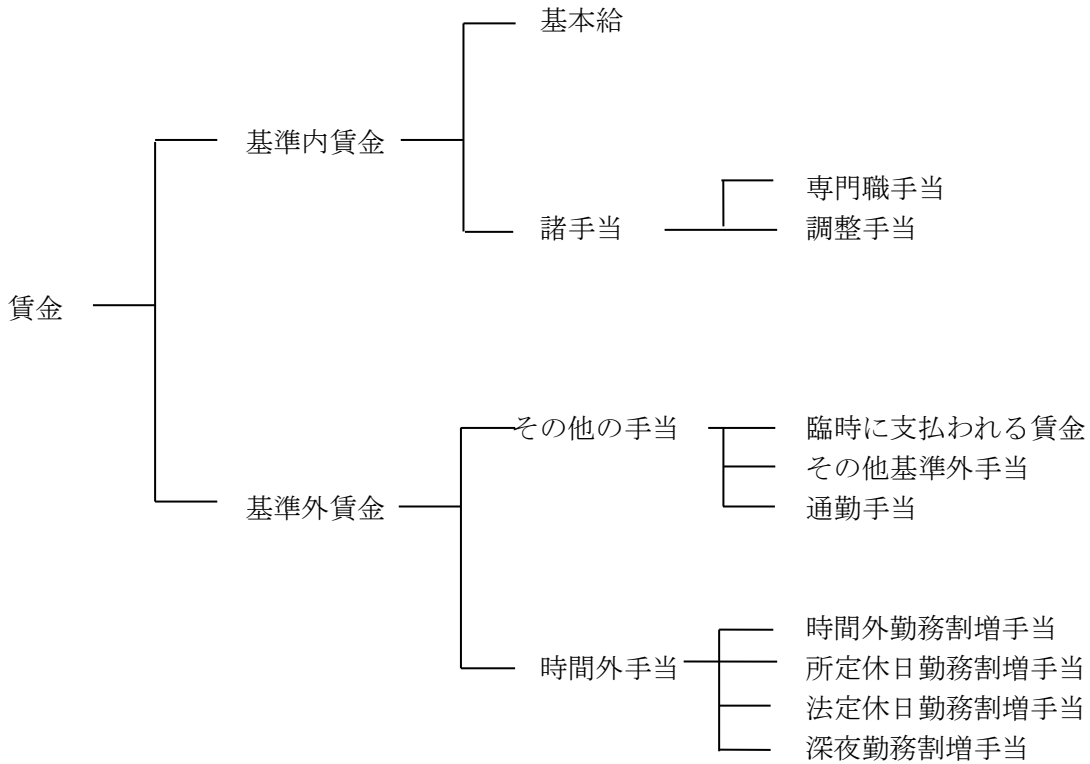 基本給
基準内賃金
専門職手当
諸手当
調整手当
賃金
その他の手当
臨時に支払われる賃金
その他基準外手当
基準外賃金
通勤手当
時間外勤務割増手当
時間外手当
所定休日勤務割増手当
法定休日勤務割増手当
深夜勤務割増手当